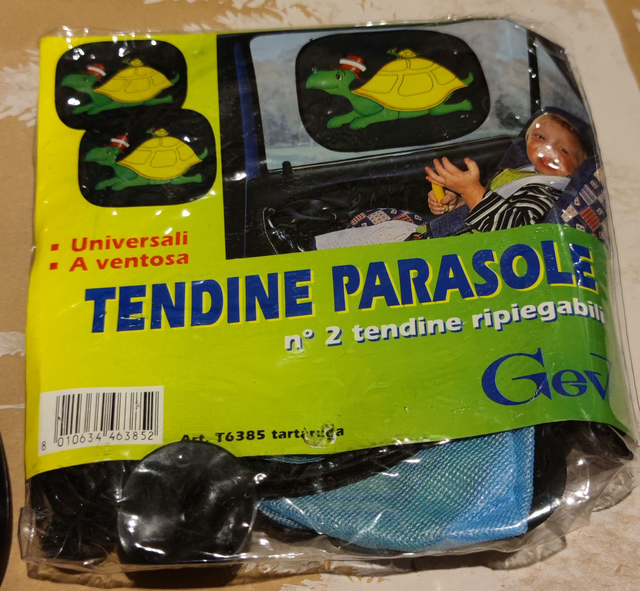 ▪ Universali
▪ A ventosa
TENDINE PARASOLE
n° 2 tendine ripiegabili
Gev
8 010634 463852
Art. T6385 tartaruga